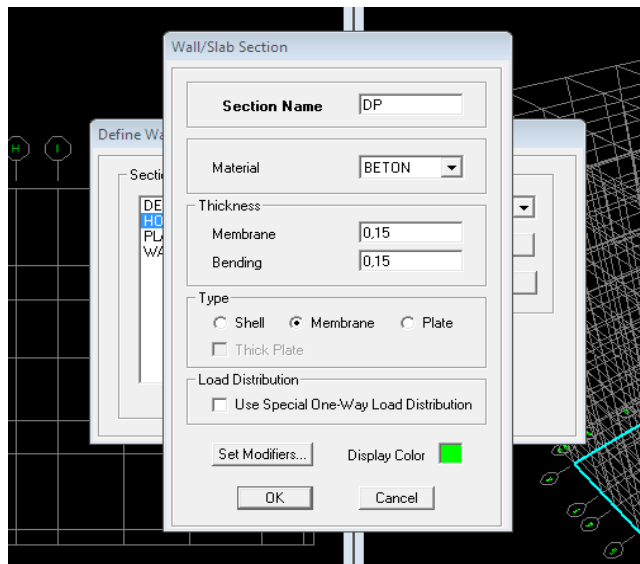 Wall/Slab Section
Section Name DP
Define Wa
H I
Material BETON
Secti
DE
HO
PLA
WA
Thickness
Membrane 0,15
Bending 0,15
Type
Shell Membrane Plate
Thick Plate
Load Distribution
Use Special One-Way Load Distribution
Set Modifiers... Display Color
OK Cancel